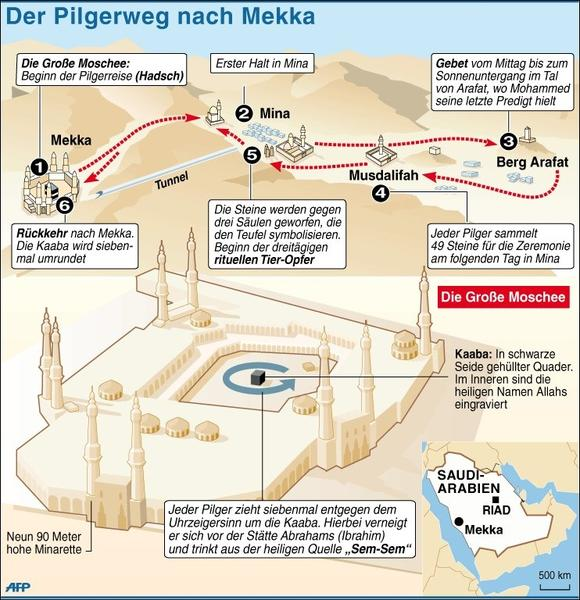 Der Pilgerweg nach Mekka
Die Große Moschee:
Beginn der Pilgerreise (Hadsch)
Erster Halt in Mina
Gebet vom Mittag bis zum
Sonnenuntergang im Tal
von Arafat, wo Mohammed
seine letzte Predigt hielt
Mekka
1
6
2
Mina
5
Tunnel
3
Berg Arafat
Musdalifah
4
Rückkehr nach Mekka.
Die Kaaba wird sieben-
mal umrundet
Die Steine werden gegen
drei Säulen geworfen, die
den Teufel symbolisieren.
Beginn der dreitägigen
rituellen Tier-Opfer
Jeder Pilger sammelt
49 Steine für die Zeremonie
am folgenden Tag in Mina
Die Große Moschee
Kaaba: In schwarze
Seide gehüllter Quader.
Im Inneren sind die
heiligen Namen Allahs
eingraviert
Jeder Pilger zieht siebenmal entgegen dem
Uhrzeigersinn um die Kaaba. Hierbei verneigt
er sich vor der Stätte Abrahams (Ibrahim)
und trinkt aus der heiligen Quelle „Sem-Sem“
Neun 90 Meter
hohe Minarette
SAUDI-
ARABIEN
RIAD
Mekka
500 km
AFP